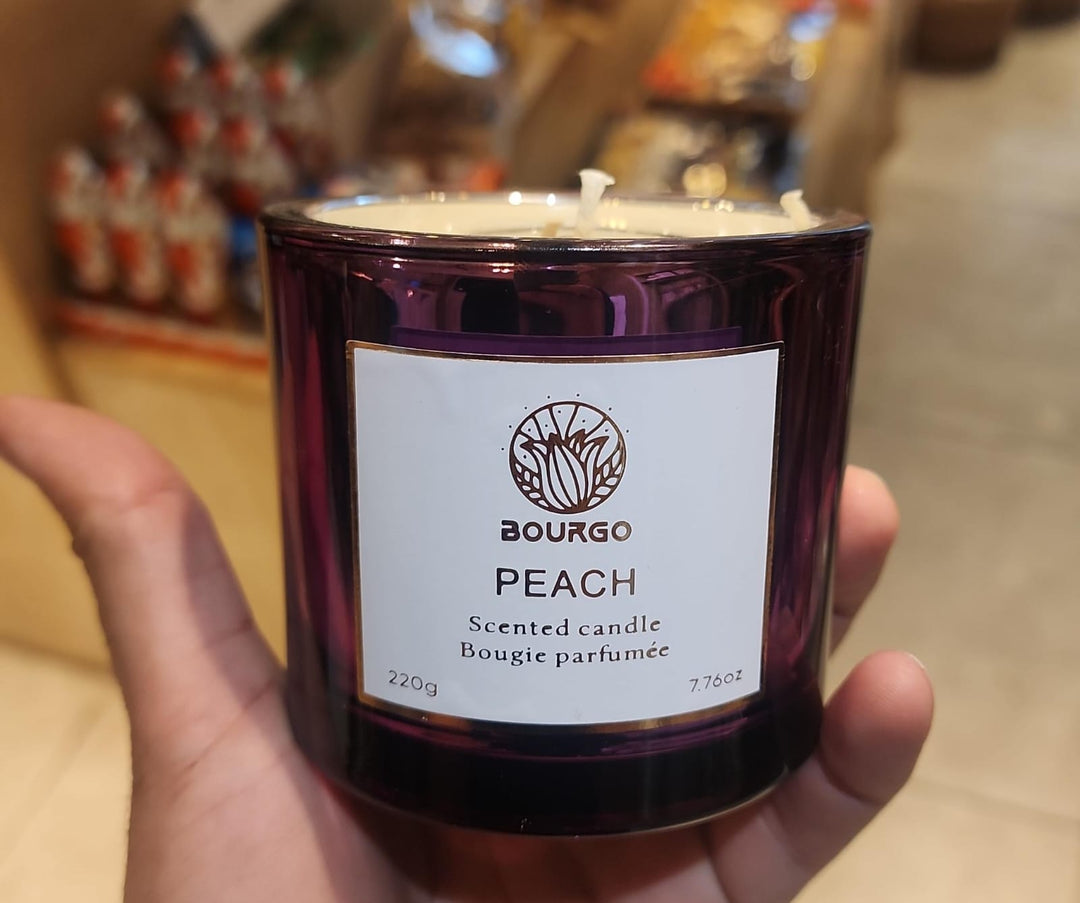 BOURGO
PEACH
Scented candle
Bougie parfumée
220g
7.76oz